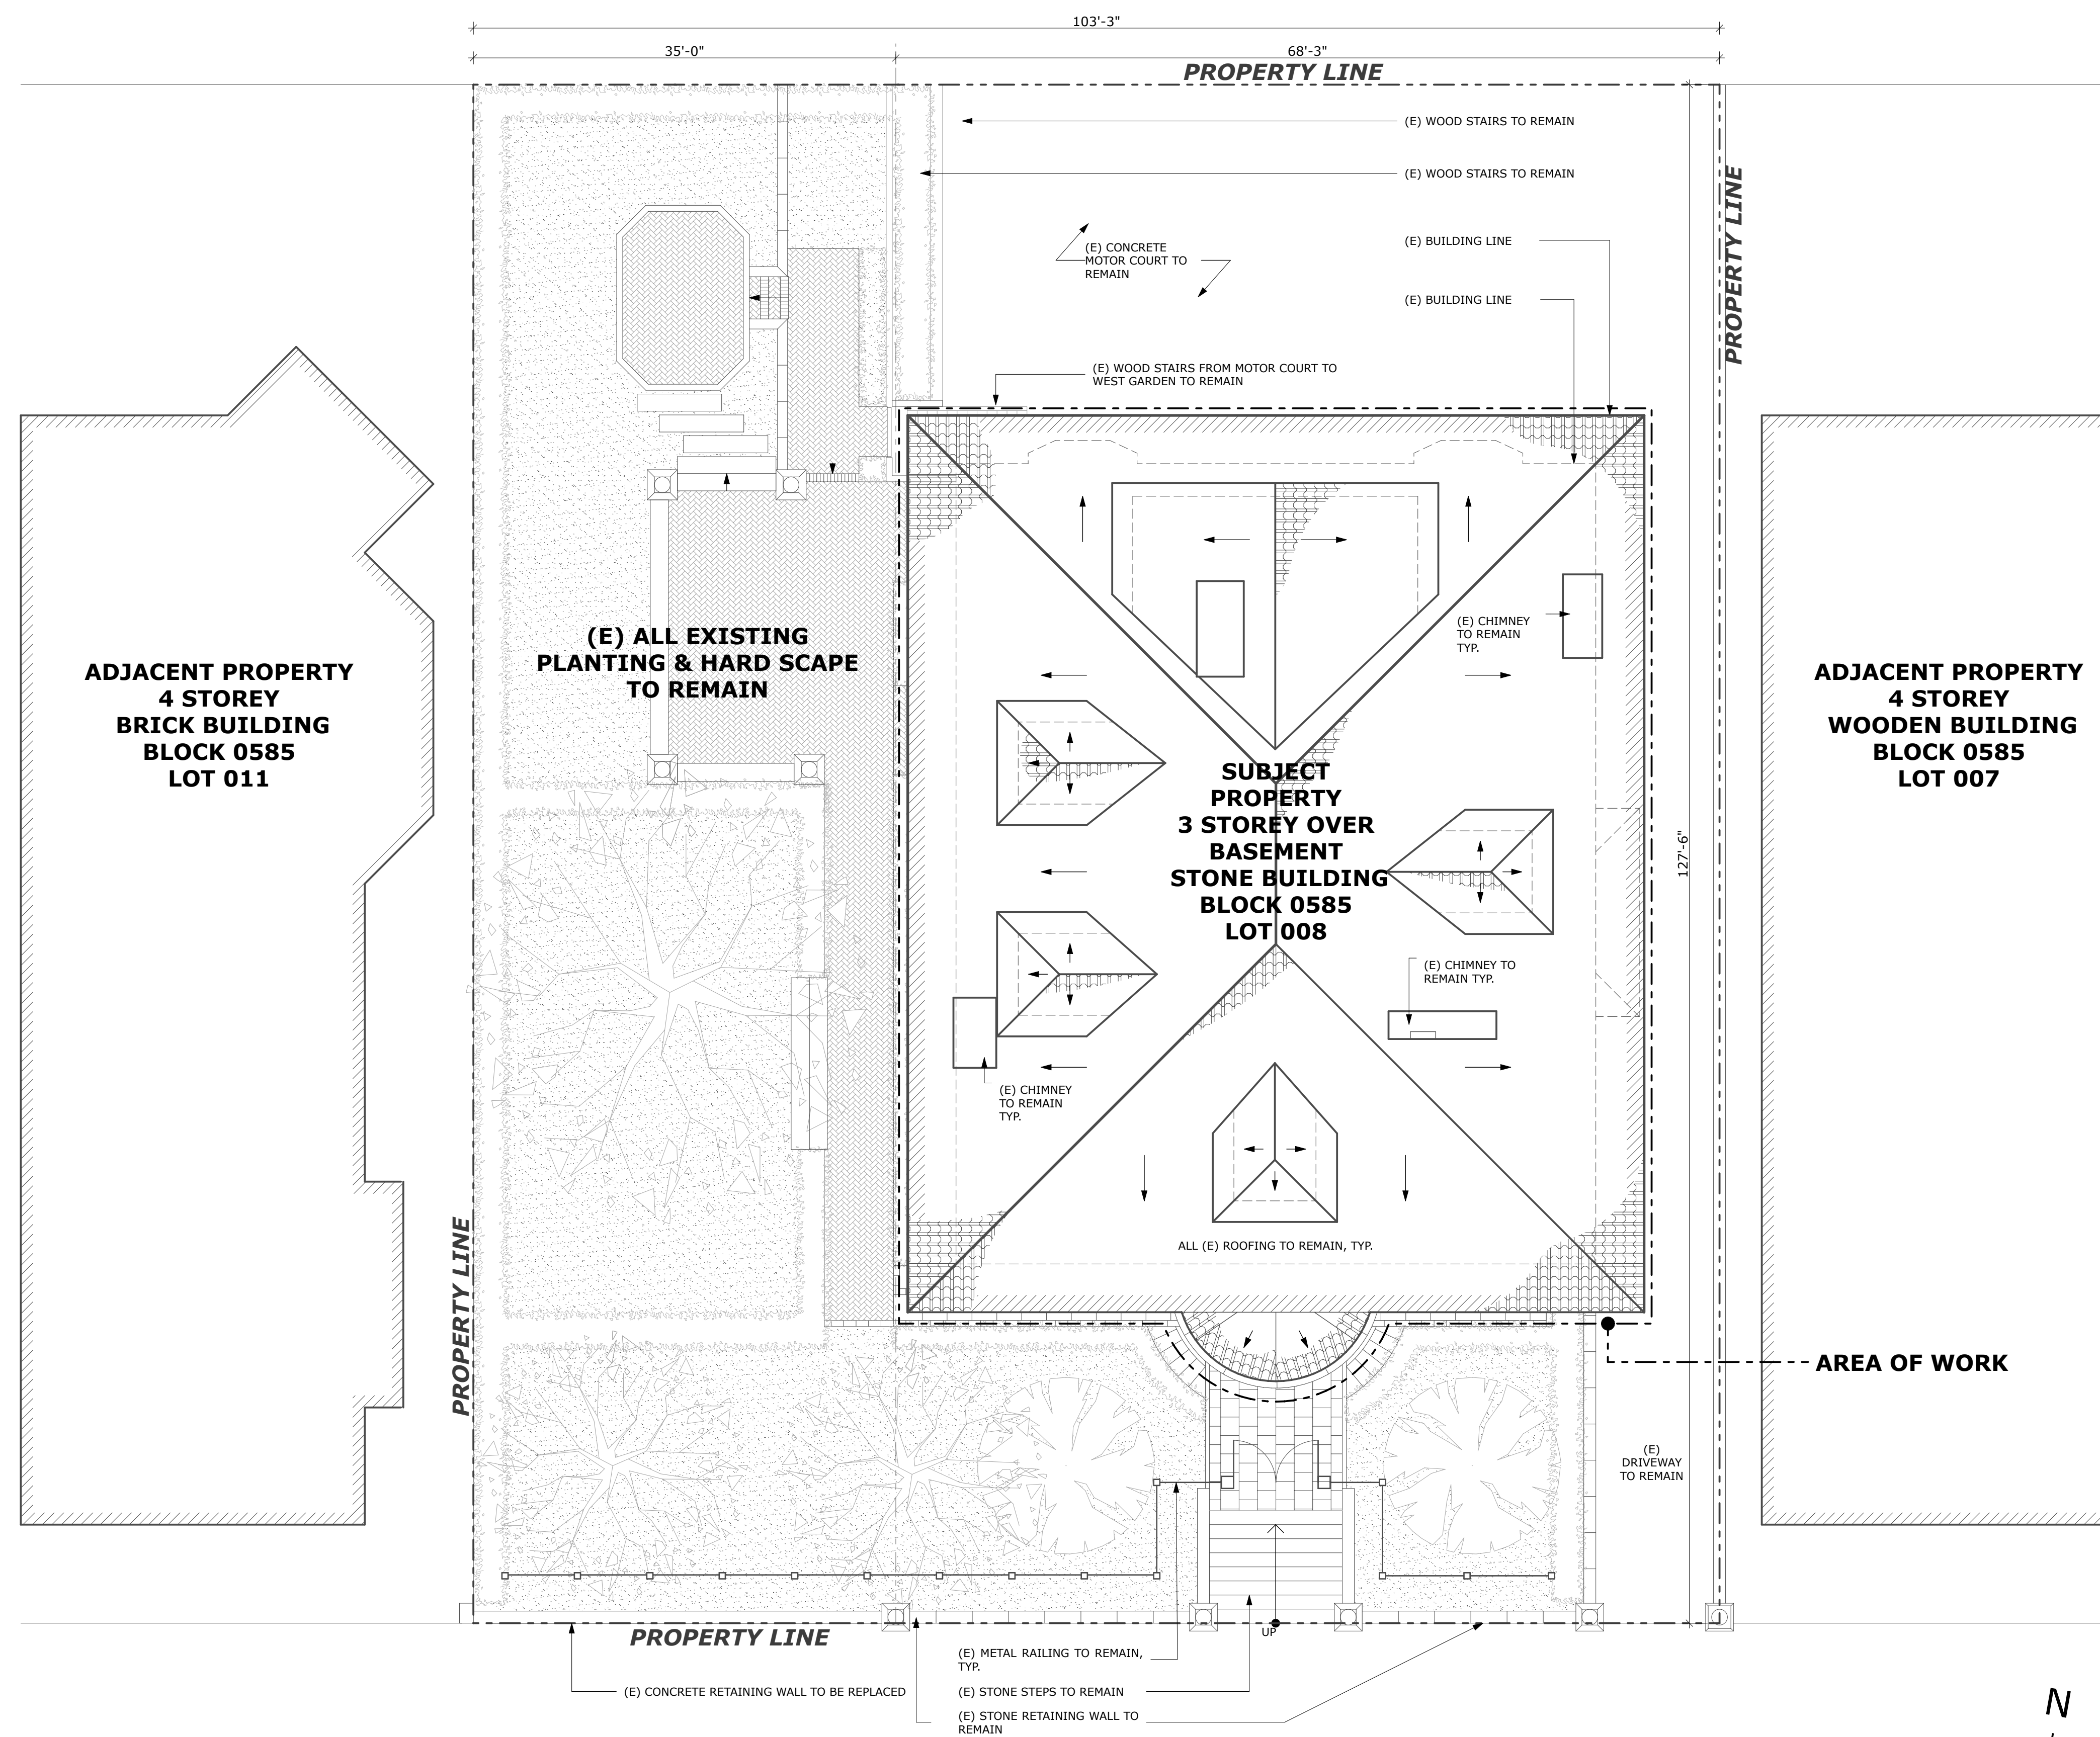 103'-3"
35'-0"
68'-3"
PROPERTY LINE
(E) WOOD STAIRS TO REMAIN
(E) WOOD STAIRS TO REMAIN
PROPERTY LINE
(E) BUILDING LINE
(E) CONCRETE
MOTOR COURT TO
REMAIN
(E) BUILDING LINE
(E) WOOD STAIRS FROM MOTOR COURT TO
WEST GARDEN TO REMAIN
ADJACENT PROPERTY
4 STOREY
BRICK BUILDING
BLOCK 0585
LOT 011
(E) ALL EXISTING
PLANTING & HARD SCAPE
TO REMAIN
(E) CHIMNEY
TO REMAIN
TYP.
ADJACENT PROPERTY
4 STOREY
WOODEN BUILDING
BLOCK 0585
LOT 007
SUBJECT
PROPERTY
3 STOREY OVER
BASEMENT
STONE BUILDING
BLOCK 0585
LOT 008
127'-6"
(E) CHIMNEY TO
REMAIN TYP.
(E) CHIMNEY
TO REMAIN
TYP.
ALL (E) ROOFING TO REMAIN, TYP.
PROPERTY LINE
AREA OF WORK
(E)
DRIVEWAY
TO REMAIN
UP
PROPERTY LINE
(E) METAL RAILING TO REMAIN,
TYP.
(E) CONCRETE RETAINING WALL TO BE REPLACED
(E) STONE STEPS TO REMAIN
(E) STONE RETAINING WALL TO
REMAIN
N